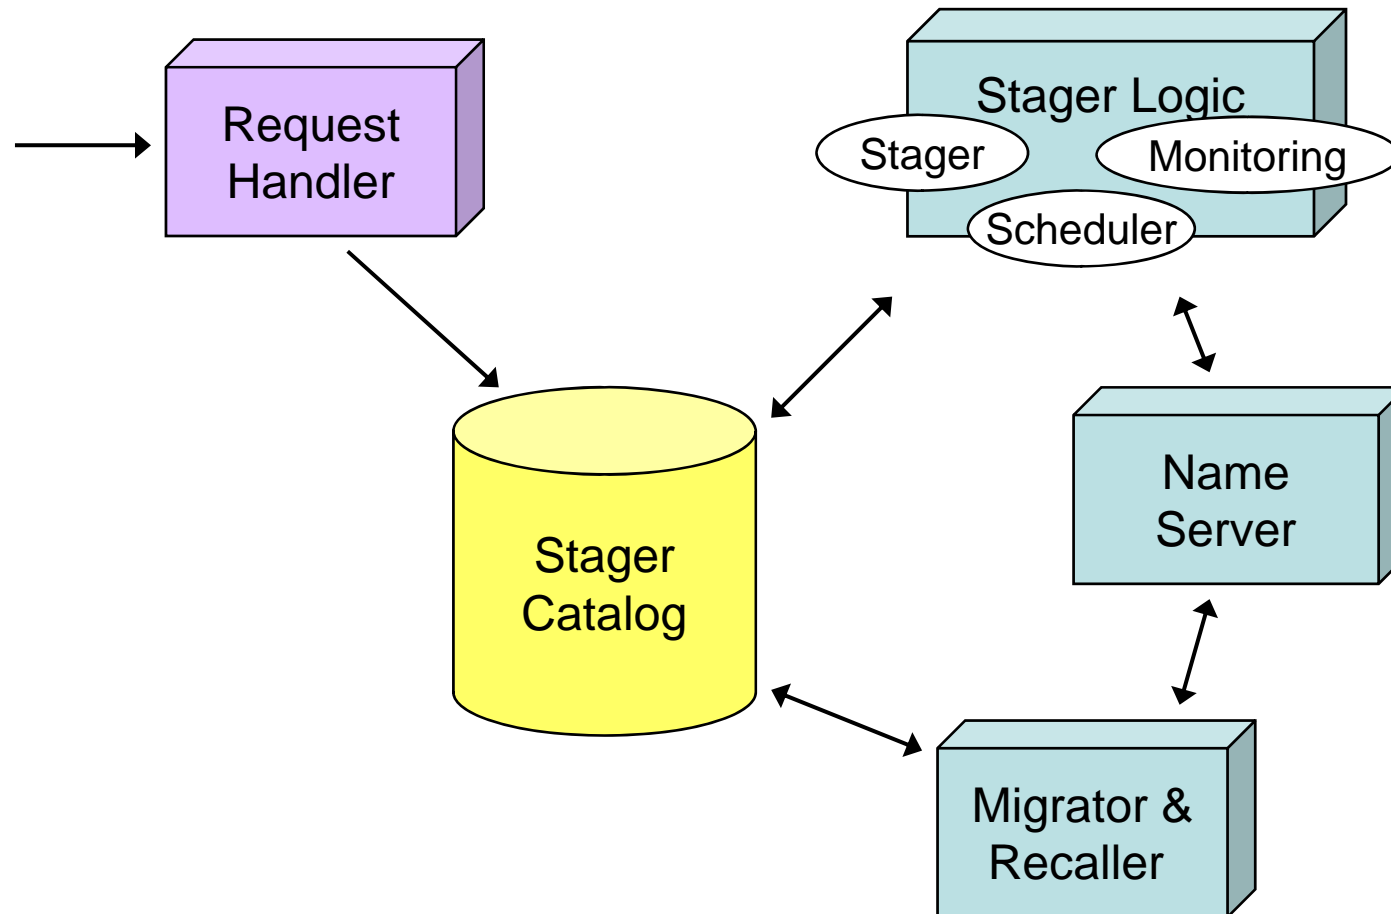 Request
Handler
Stager Logic
Stager
Monitoring
Scheduler
Name
Server
Stager
Catalog
Migrator &
Recaller